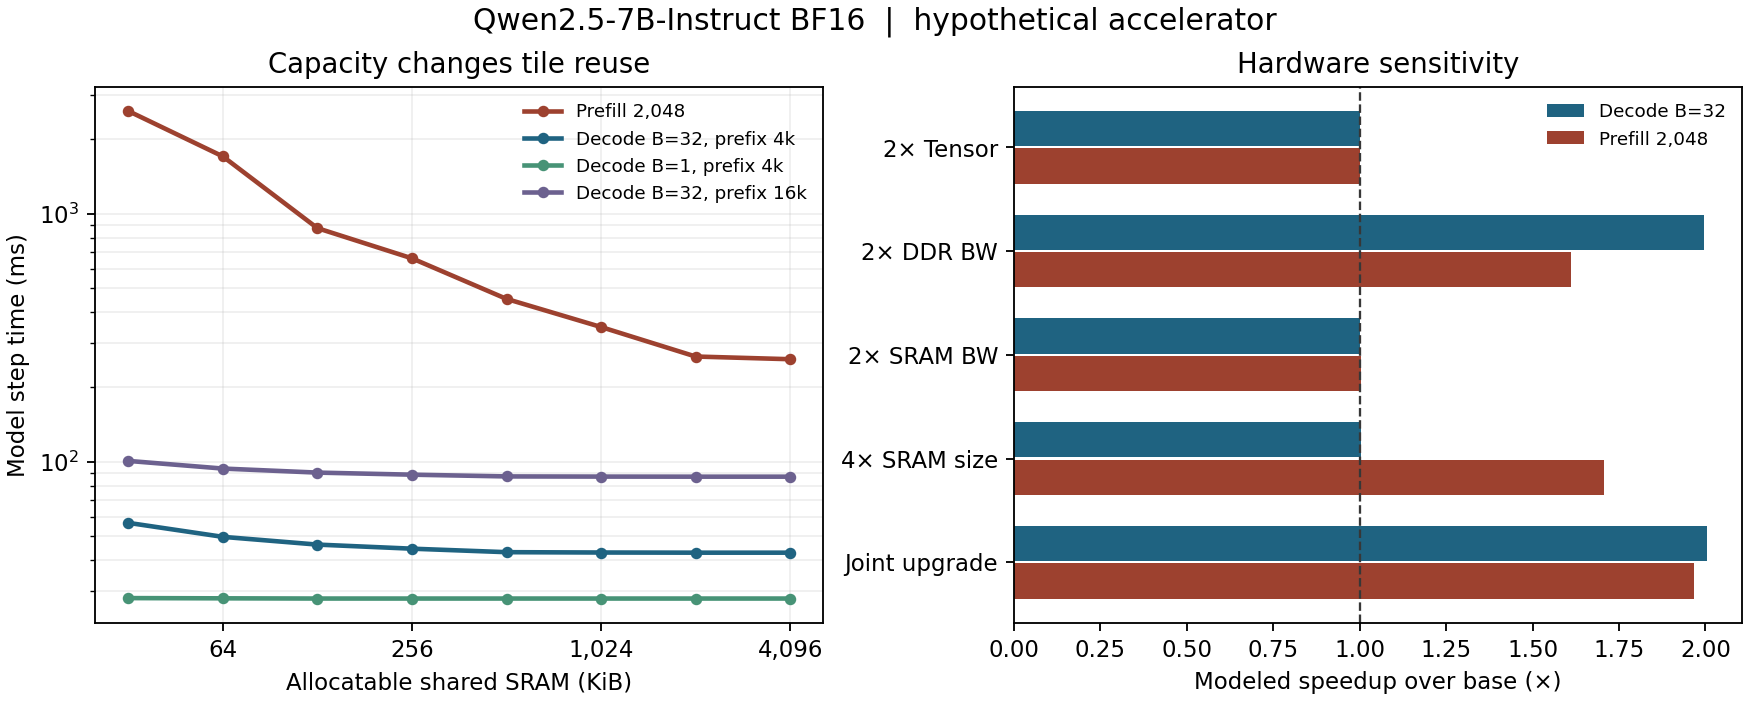 Qwen2.5-7B-Instruct BF16 | hypothetical accelerator
Capacity changes tile reuse
Model step time (ms)
10³
10²
Prefill 2,048
Decode B=32, prefix 4k
Decode B=1, prefix 4k
Decode B=32, prefix 16k
64
256
1,024
4,096
Allocatable shared SRAM (KiB)
Hardware sensitivity
Decode B=32
Prefill 2,048
2× Tensor
2× DDR BW
2× SRAM BW
4× SRAM size
Joint upgrade
0.00
0.25
0.50
0.75
1.00
1.25
1.50
1.75
2.00
Modeled speedup over base (×)